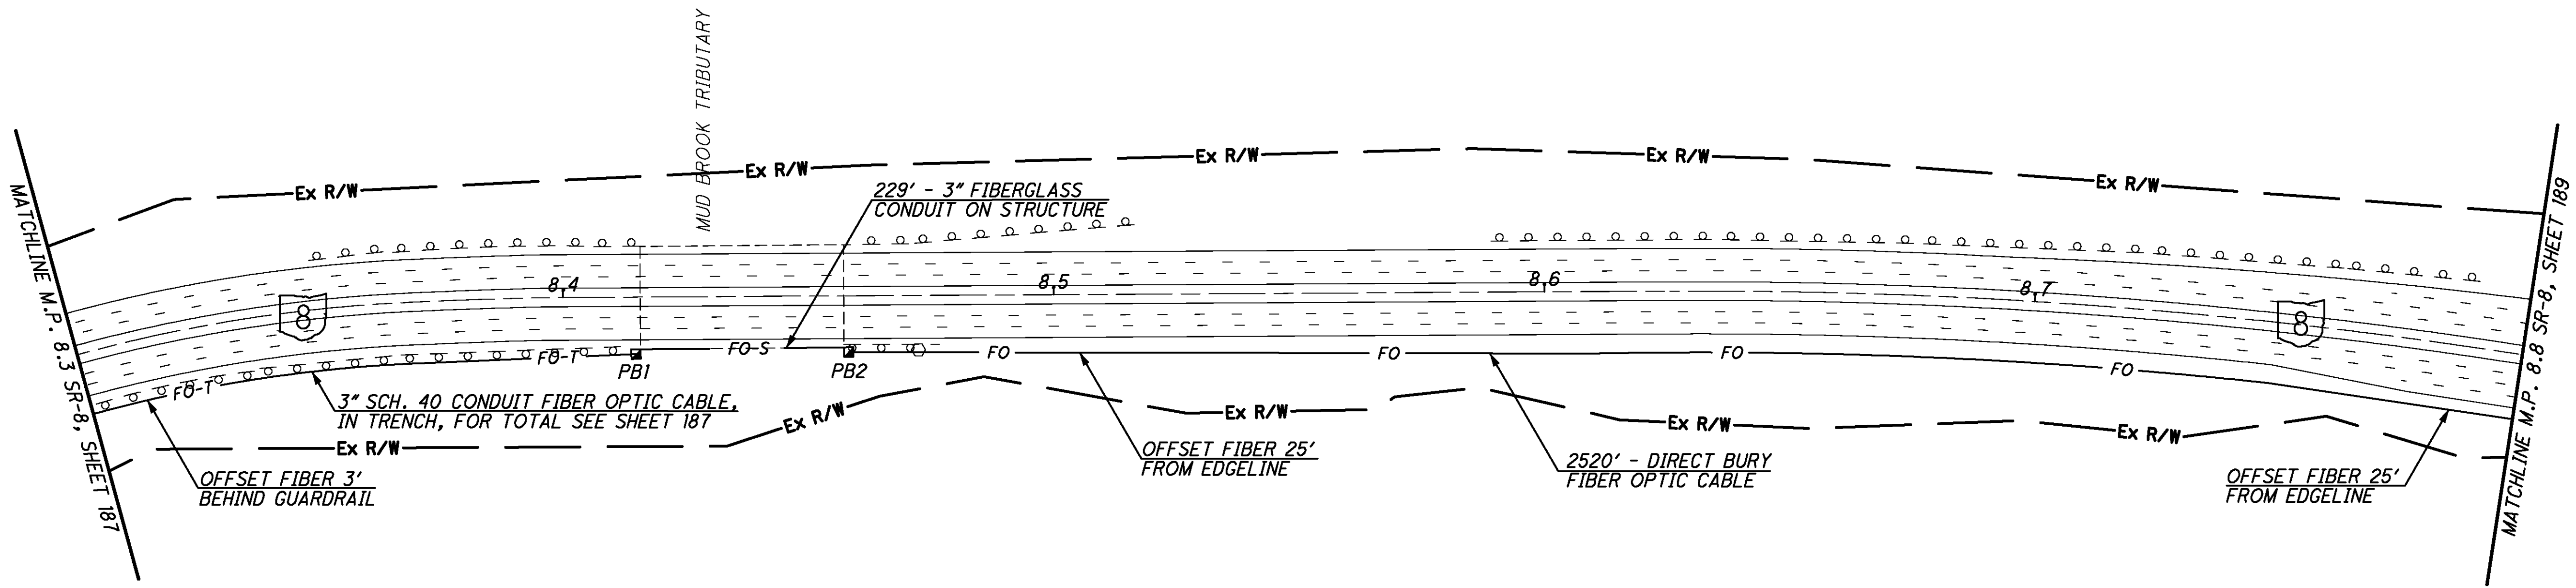 MUD BROOK TRIBUTARY
MATCHLINE M.P. 8.3 SR-8, SHEET 187
MATCHLINE M.P. 8.8 SR-8, SHEET 189
Ex R/W
Ex R/W
Ex R/W
Ex R/W
Ex R/W
229' - 3" FIBERGLASS
CONDUIT ON STRUCTURE
8.4
8.5
8.6
8.7
8
8
FO-T
FO-T
FO-S
FO
FO
FO
FO
PB1
PB2
3" SCH. 40 CONDUIT FIBER OPTIC CABLE,
IN TRENCH, FOR TOTAL SEE SHEET 187
Ex R/W
Ex R/W
Ex R/W
Ex R/W
Ex R/W
OFFSET FIBER 3'
BEHIND GUARDRAIL
OFFSET FIBER 25'
FROM EDGELINE
2520' - DIRECT BURY
FIBER OPTIC CABLE
OFFSET FIBER 25'
FROM EDGELINE